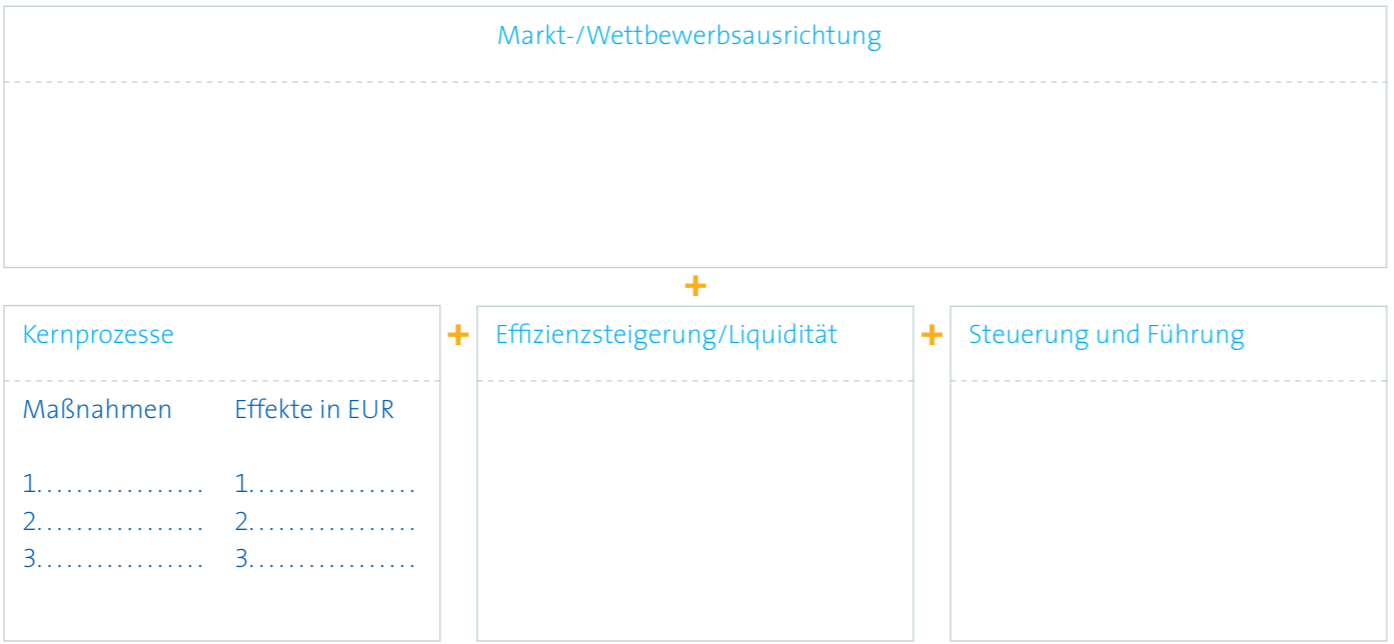 Markt-/Wettbewerbsausrichtung
+
Kernprozesse + Effizienzsteigerung/Liquidität + Steuerung und Führung
Maßnahmen Effekte in EUR
1................. 1.................
2................. 2.................
3................. 3.................